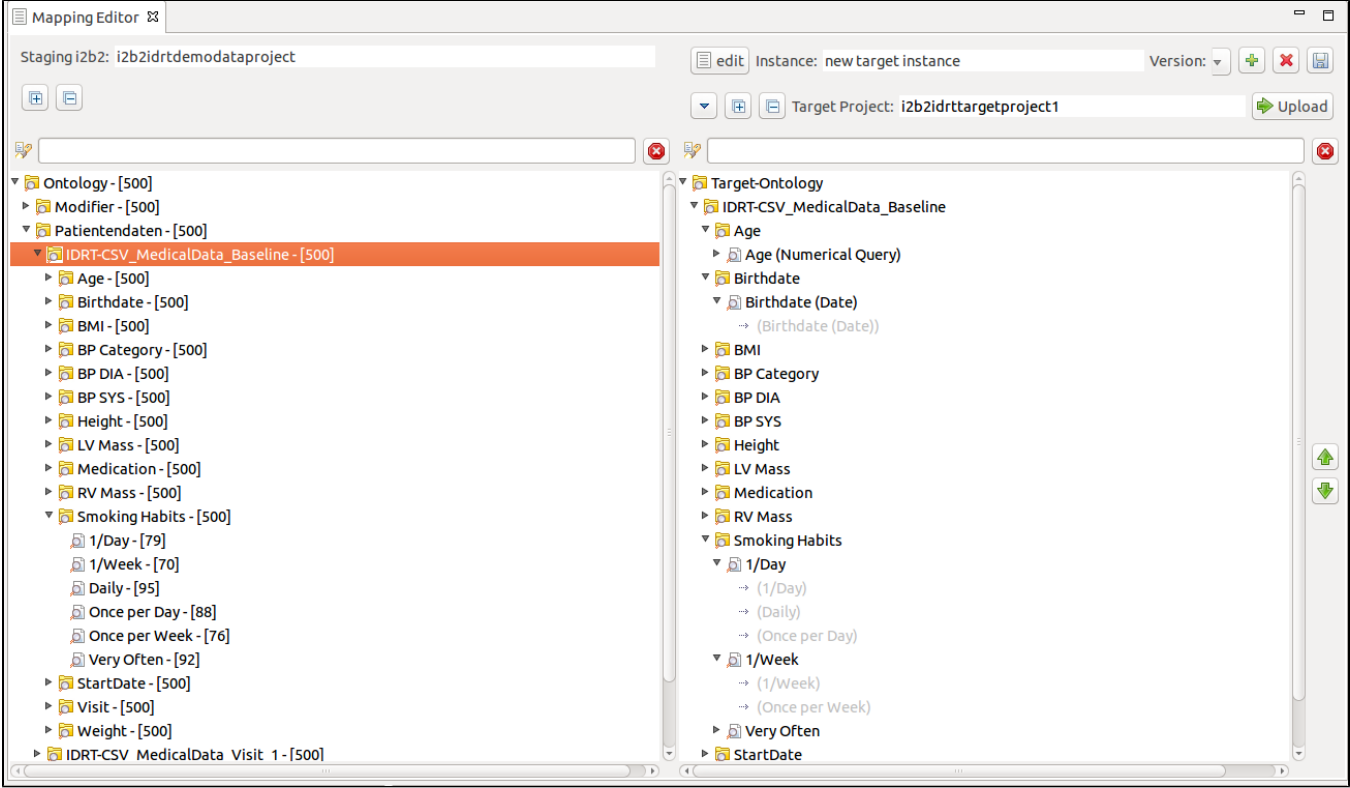 Mapping Editor
Staging i2b2: i2b2idrtdemodataproject
edit Instance: new target instance Version:
Target Project: i2b2idrttargetproject1 Upload
Ontology - [500]
Modifier - [500]
Patientendaten - [500]
IDRT-CSV_MedicalData_Baseline - [500]
Age - [500]
Birthdate - [500]
BMI - [500]
BP Category - [500]
BP DIA - [500]
BP SYS - [500]
Height - [500]
LV Mass - [500]
Medication - [500]
RV Mass - [500]
Smoking Habits - [500]
1/Day - [79]
1/Week - [70]
Daily - [95]
Once per Day - [88]
Once per Week - [76]
Very Often - [92]
StartDate - [500]
Visit - [500]
Weight - [500]
IDRT-CSV_MedicalData_Visit_1 - [500]
Target-Ontology
IDRT-CSV_MedicalData_Baseline
Age
Age (Numerical Query)
Birthdate
Birthdate (Date)
(Birthdate (Date))
BMI
BP Category
BP DIA
BP SYS
Height
LV Mass
Medication
RV Mass
Smoking Habits
1/Day
(1/Day)
(Daily)
(Once per Day)
1/Week
(1/Week)
(Once per Week)
Very Often
StartDate